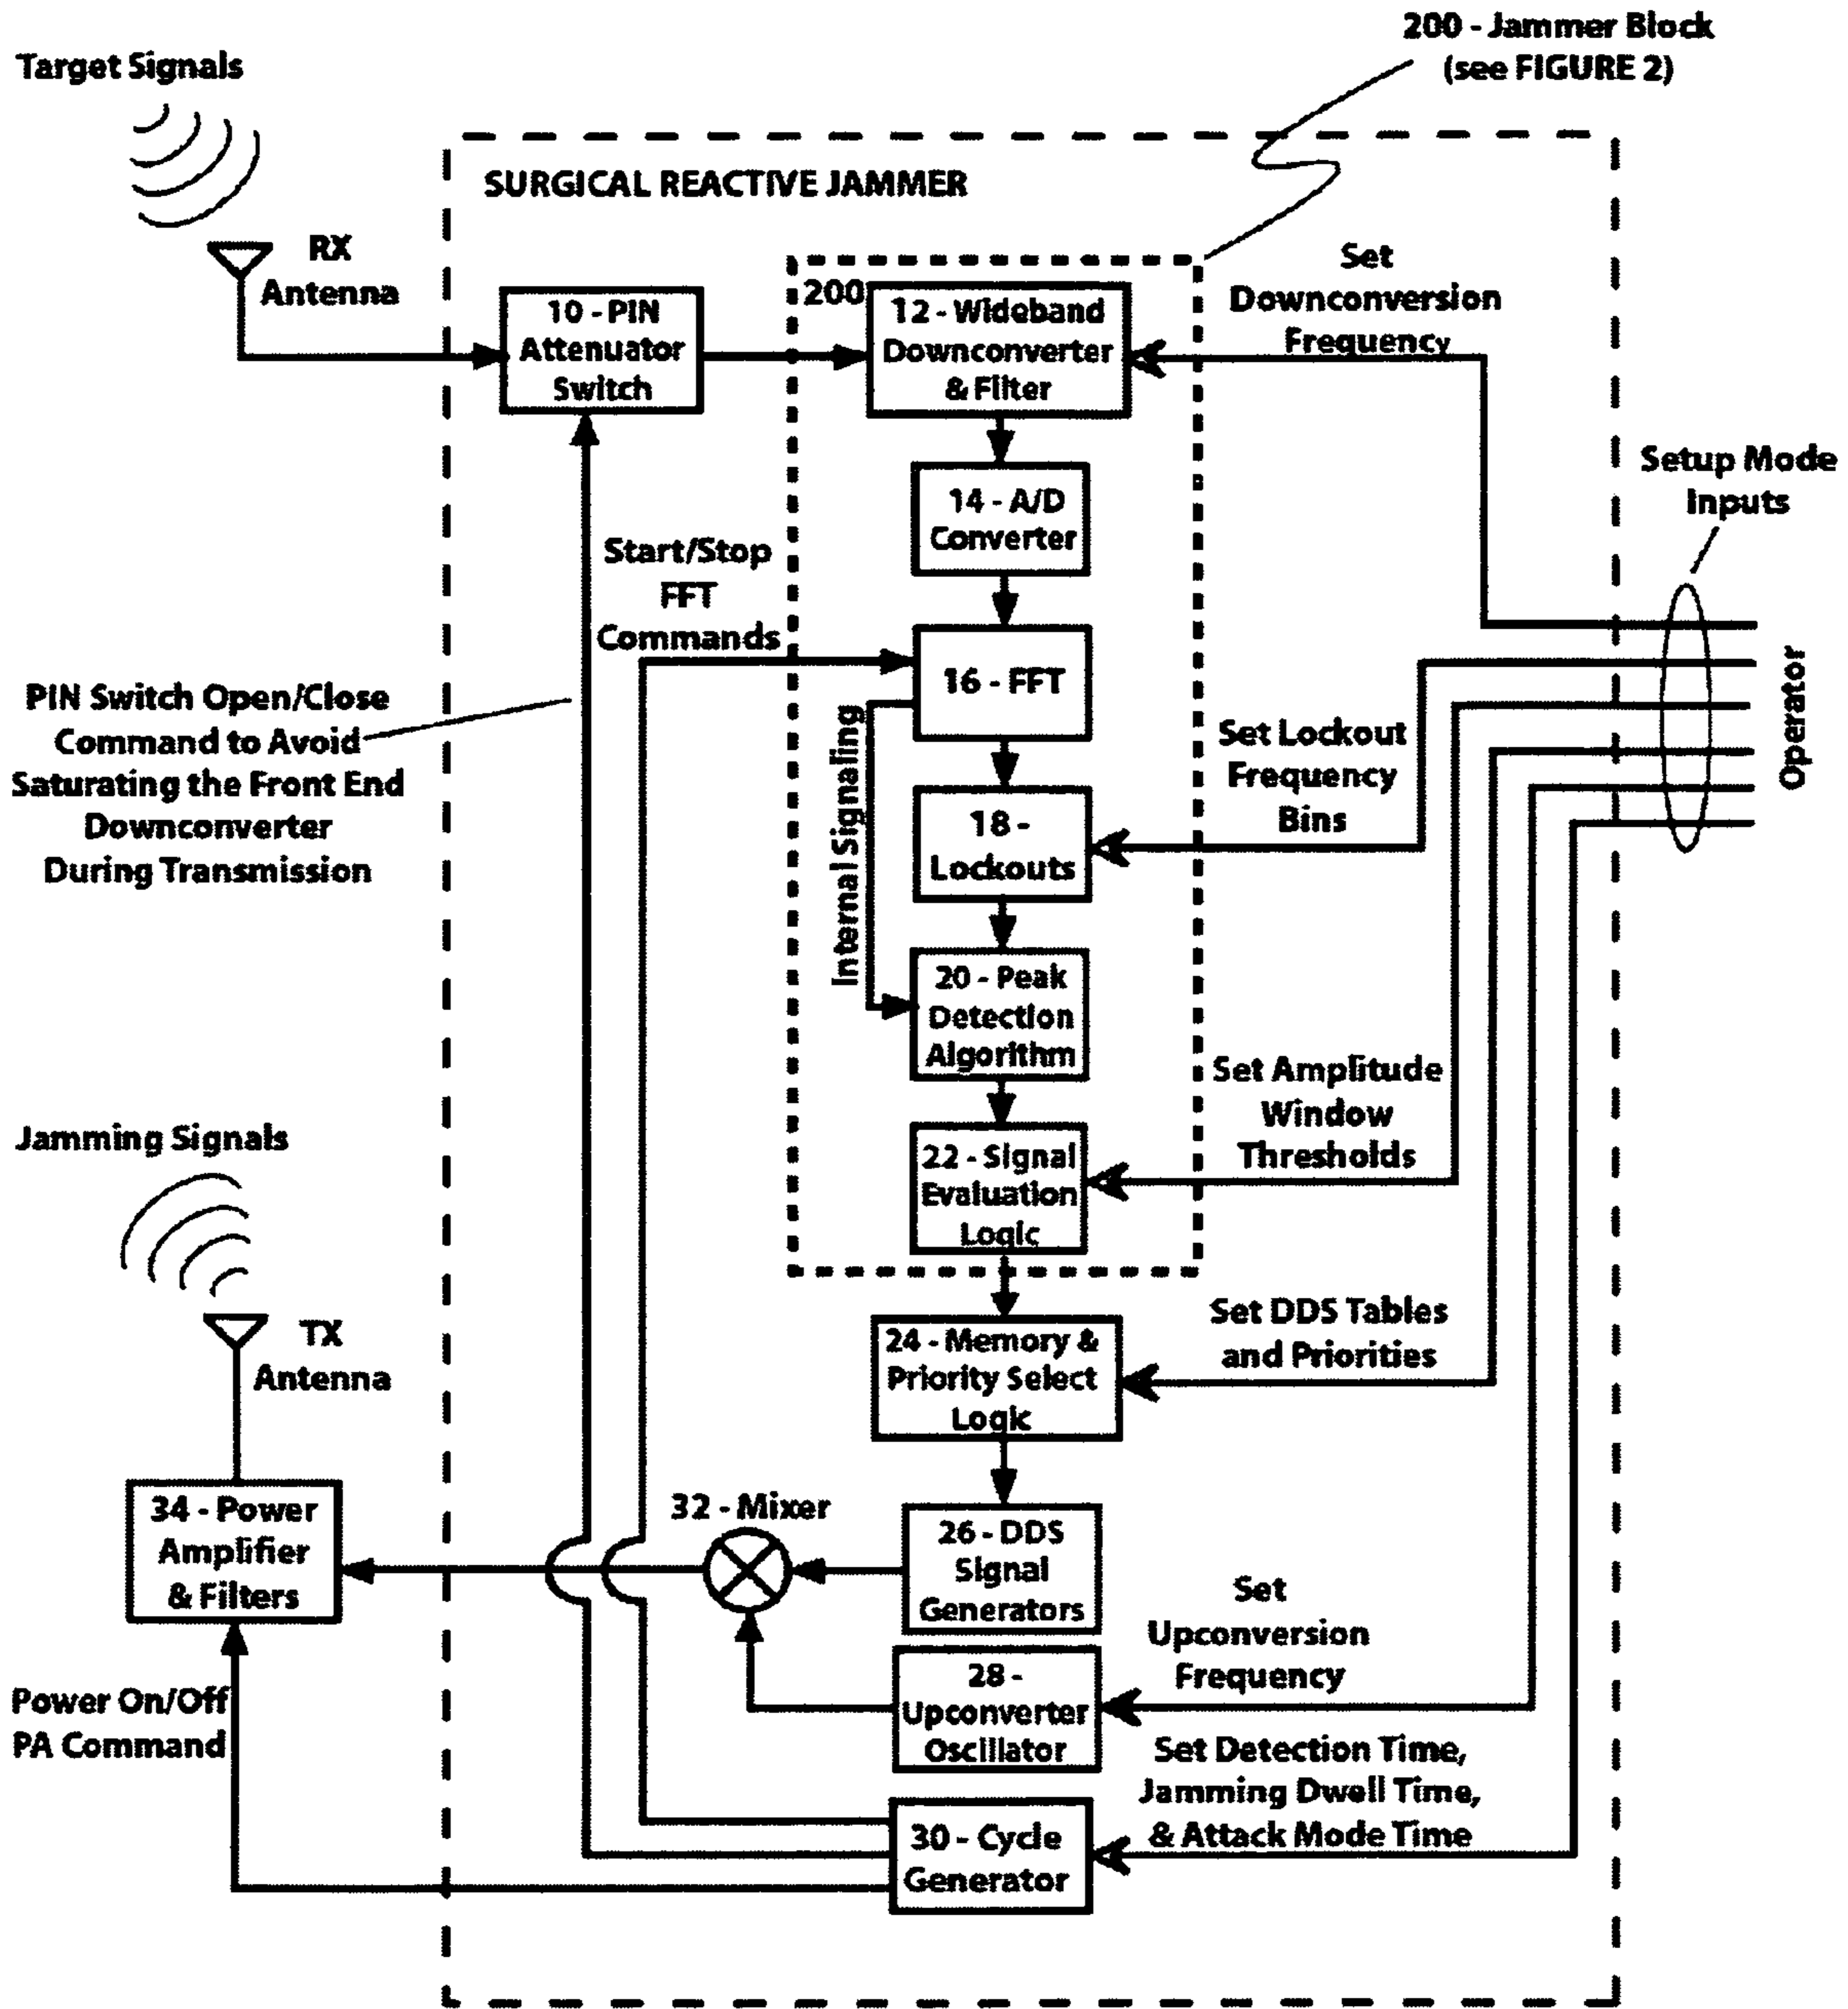 200 - Jammer Block
(see FIGURE 2)
Target Signals
SURGICAL REACTIVE JAMMER
RX
Antenna
10 - PIN
Attenuator
Switch
200
12 - Wideband
Downconverter
& Filter
Set
Downconversion
Frequency
Setup Mode
Inputs
14 - A/D
Converter
Start/Stop
FFT
Commands
16 - FFT
Operator
PIN Switch Open/Close
Command to Avoid
Saturating the Front End
Downconverter
During Transmission
Internal Signaling
Set Lockout
Frequency
Bins
18 -
Lockouts
20 - Peak
Detection
Algorithm
Set Amplitude
Window
Thresholds
Jamming Signals
22 - Signal
Evaluation
Logic
TX
Antenna
24 - Memory &
Priority Select
Logic
Set DDS Tables
and Priorities
34 - Power
Amplifier
& Filters
32 - Mixer
26 - DDS
Signal
Generators
Set
Upconversion
Frequency
28 -
Upconverter
Oscillator
Power On/Off
PA Command
Set Detection Time,
Jamming Dwell Time,
& Attack Mode Time
30 - Cycle
Generator